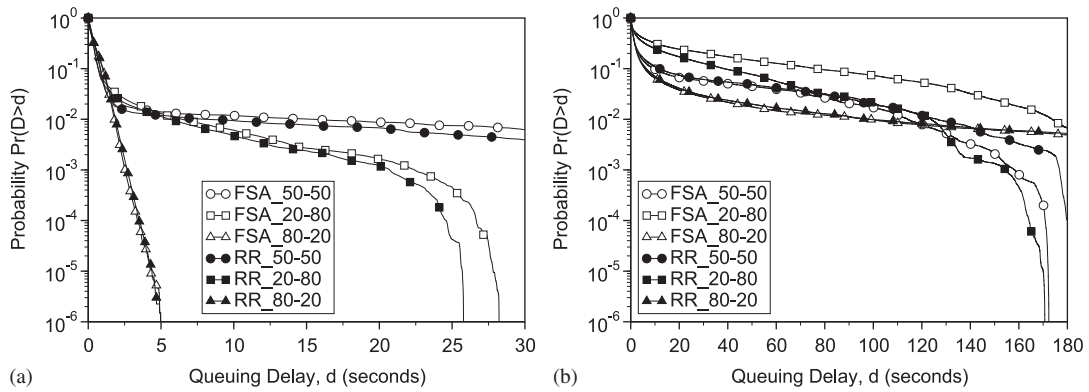 Probability Pr(D>d)
10^0
10^-1
10^-2
10^-3
10^-4
10^-5
10^-6
FSA_50-50
FSA_20-80
FSA_80-20
RR_50-50
RR_20-80
RR_80-20
0 5 10 15 20 25 30
(a)
Queuing Delay, d (seconds)
Probability Pr(D>d)
10^0
10^-1
10^-2
10^-3
10^-4
10^-5
10^-6
FSA_50-50
FSA_20-80
FSA_80-20
RR_50-50
RR_20-80
RR_80-20
0 20 40 60 80 100 120 140 160 180
(b)
Queuing Delay, d (seconds)